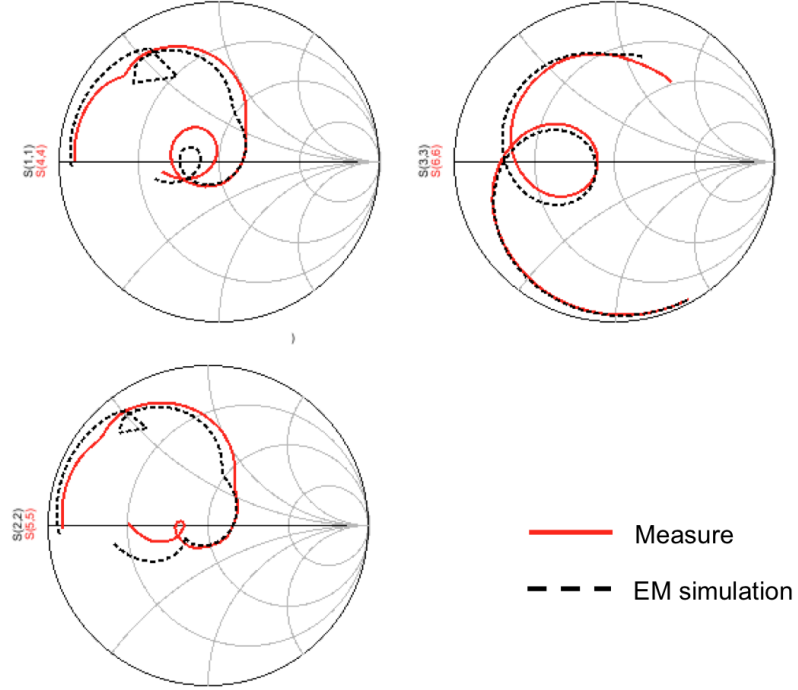 S(1,1)
S(4,4)
S(3,3)
S(6,6)
)
S(2,2)
S(5,5)
Measure
EM simulation